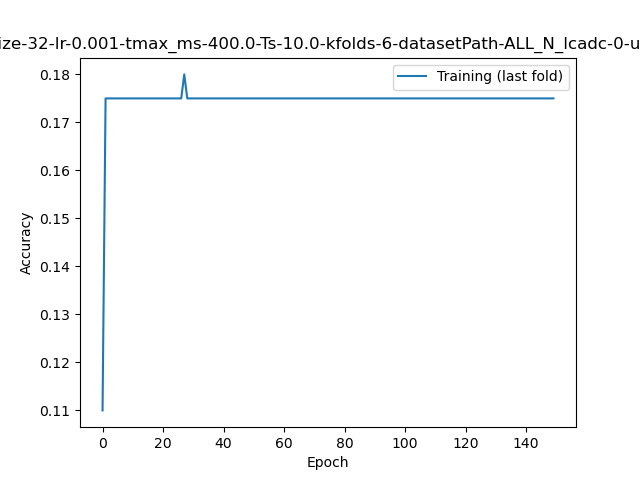 ize-32-lr-0.001-tmax_ms-400.0-Ts-10.0-kfolds-6-datasetPath-ALL_N_lcadc-0-u
Training (last fold)
0.18
0.17
0.16
0.15
0.14
0.13
0.12
0.11
Accuracy
0 20 40 60 80 100 120 140
Epoch